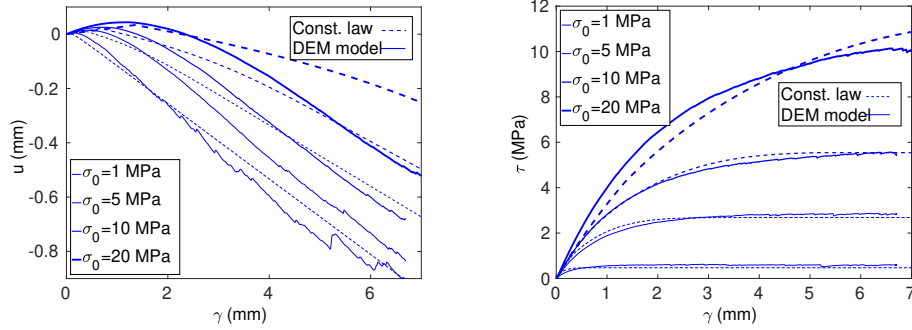 0
-0.2
-0.4
-0.6
-0.8
u (mm)
0
2
4
6
γ (mm)
Const. law
DEM model
σ0=1 MPa
σ0=5 MPa
σ0=10 MPa
σ0=20 MPa
12
10
8
6
4
2
0
τ (MPa)
0
1
2
3
4
5
6
7
γ (mm)
σ0=1 MPa
σ0=5 MPa
σ0=10 MPa
σ0=20 MPa
Const. law
DEM model